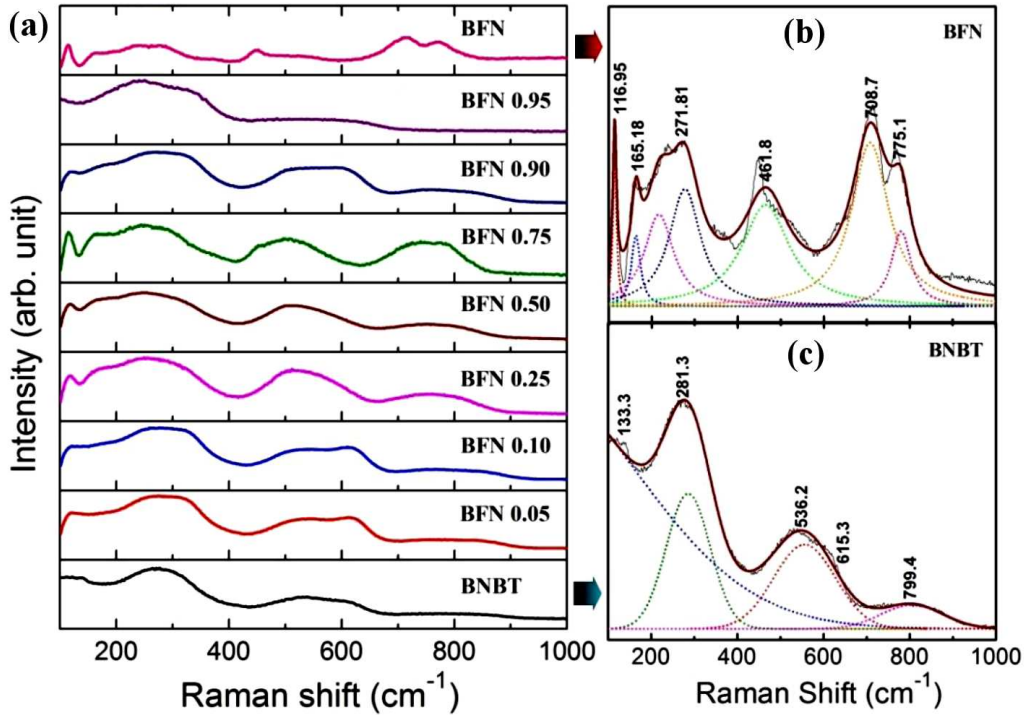 (a)
BFN
BFN 0.95
BFN 0.90
BFN 0.75
BFN 0.50
BFN 0.25
BFN 0.10
BFN 0.05
BNBT
Intensity (arb. unit)
200 400 600 800 1000
Raman shift (cm-1)
(b)
BFN
116.95
165.18
271.81
461.8
708.7
775.1
(c)
BNBT
133.3
281.3
536.2
615.3
799.4
200 400 600 800 1000
Raman Shift (cm-1)